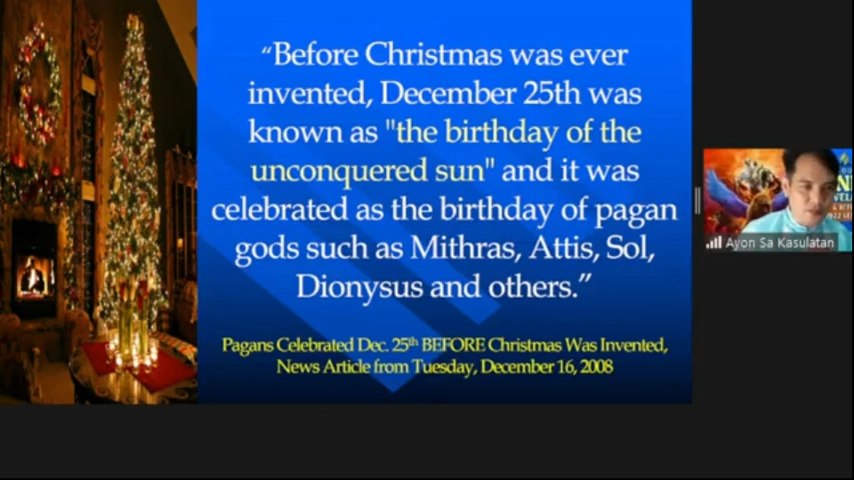 “Before Christmas was ever
invented, December 25th was
known as "the birthday of the
unconquered sun" and it was
celebrated as the birthday of pagan
gods such as Mithras, Attis, Sol,
Dionysus and others.”
Pagans Celebrated Dec. 25th BEFORE Christmas Was Invented,
News Article from Tuesday, December 16, 2008
Ayon Sa Kasulatan